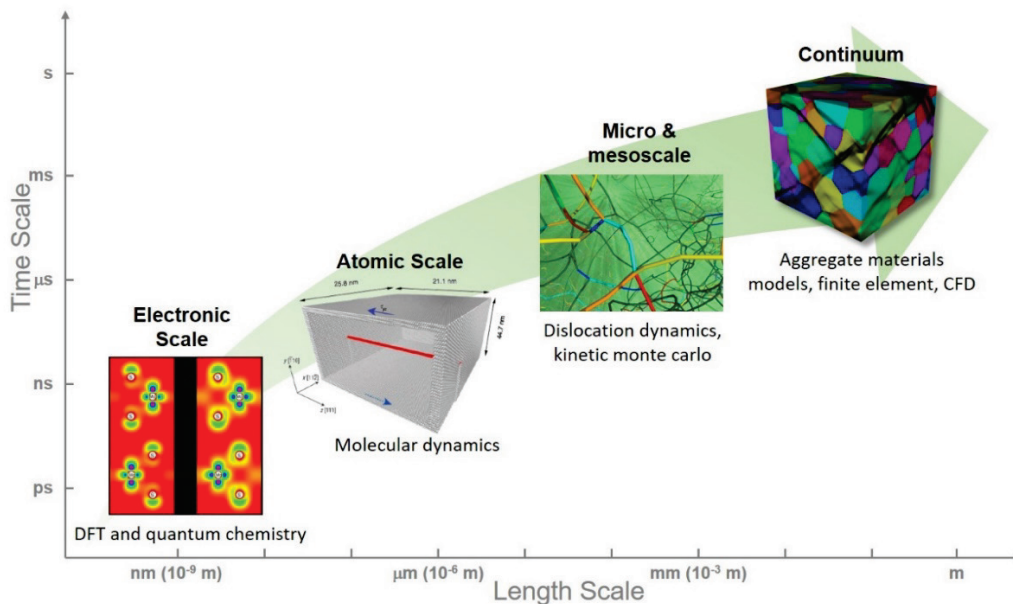 Continuum
s
Micro &
mesoscale
ms
Time Scale
Atomic Scale
25.8 nm
21.1 nm
44.7 nm
μs
Aggregate materials
models, finite element, CFD
Electronic
Scale
Dislocation dynamics,
kinetic monte carlo
ns
Molecular dynamics
ps
DFT and quantum chemistry
nm (10⁻⁹ m)
μm (10⁻⁶ m)
mm (10⁻³ m)
m
Length Scale